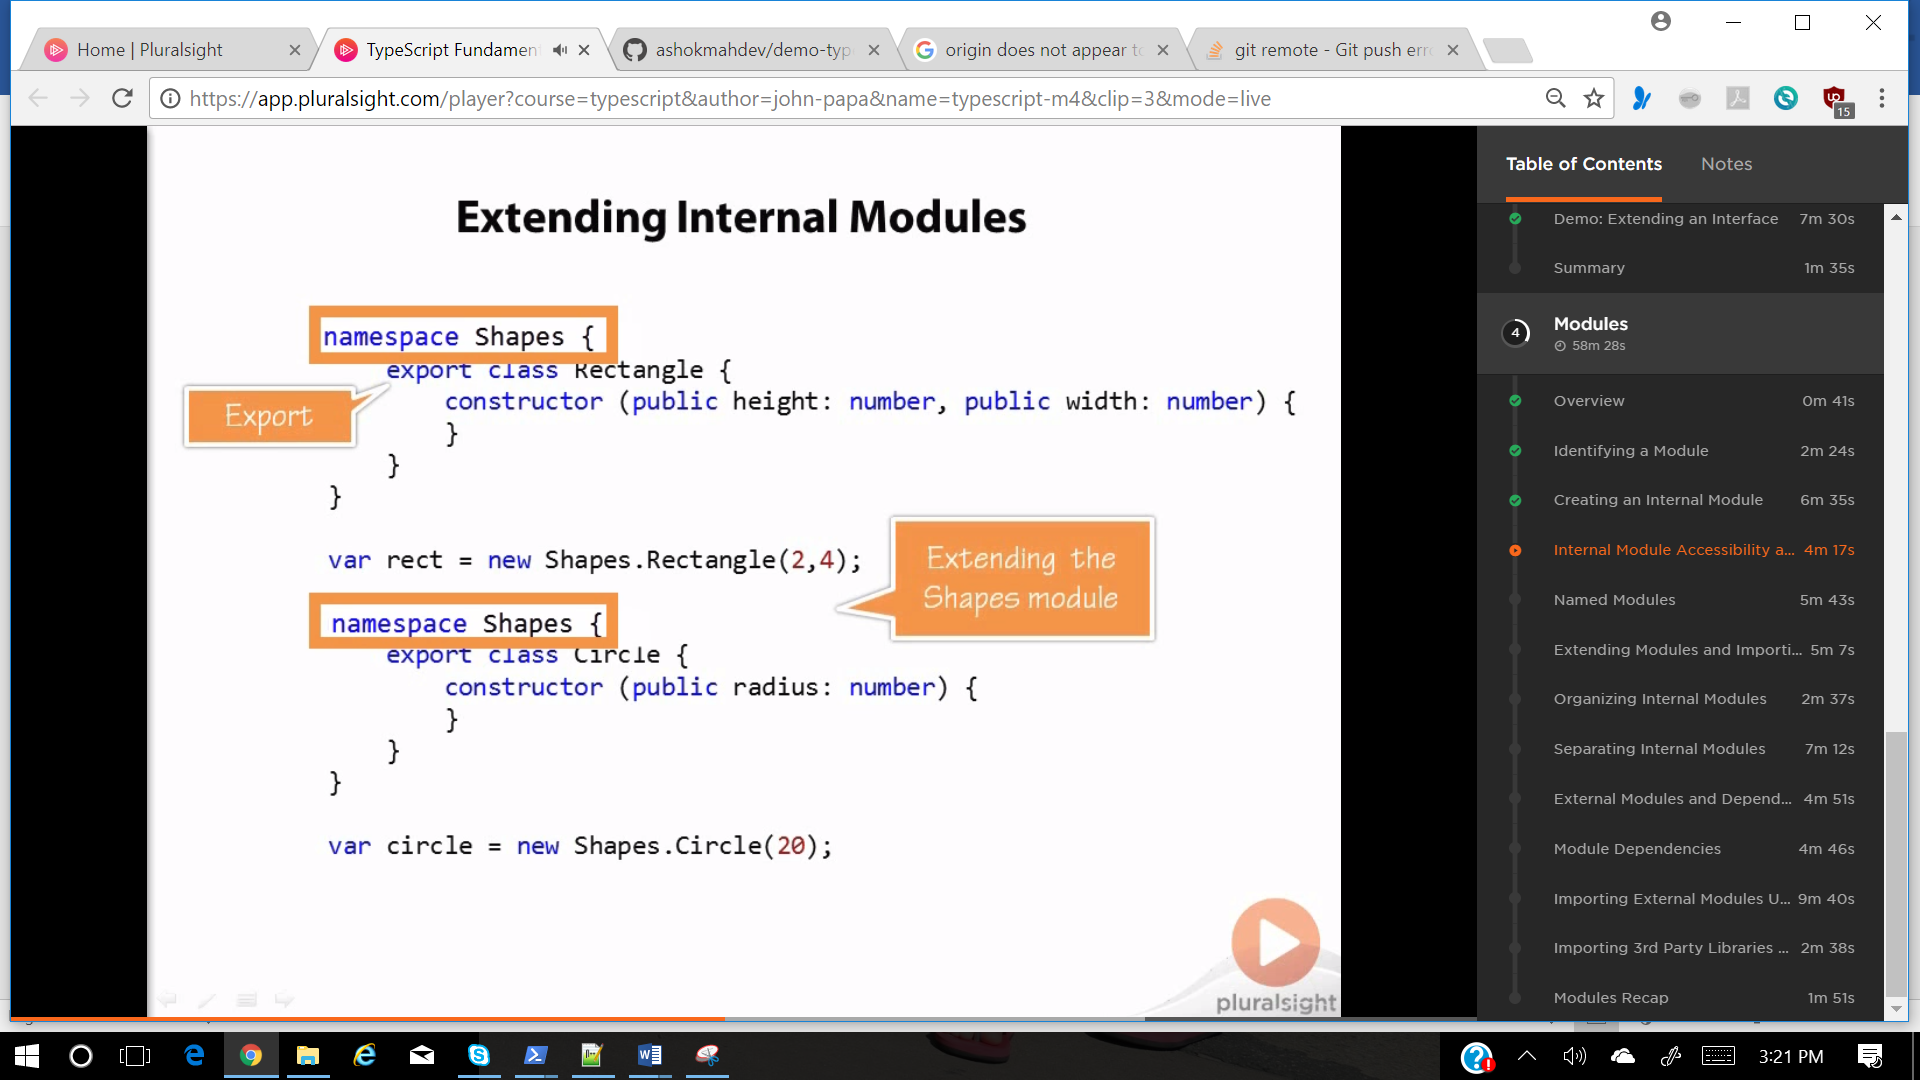 Home | Pluralsight
TypeScript Fundamen
ashokmahdev/demo-typ
origin does not appear to
git remote - Git push erro
https://app.pluralsight.com/player?course=typescript&author=john-papa&name=typescript-m4&clip=3&mode=live
15
Extending Internal Modules
namespace Shapes {
export class Rectangle {
Export
constructor (public height: number, public width: number) {
}
}
}
var rect = new Shapes.Rectangle(2,4);
Extending the
Shapes module
namespace Shapes {
export class Circle {
constructor (public radius: number) {
}
}
}
var circle = new Shapes.Circle(20);
pluralsight
Table of Contents
Notes
Demo: Extending an Interface 7m 30s
Summary 1m 35s
4
Modules
58m 28s
Overview 0m 41s
Identifying a Module 2m 24s
Creating an Internal Module 6m 35s
Internal Module Accessibility a... 4m 17s
Named Modules 5m 43s
Extending Modules and Importi... 5m 7s
Organizing Internal Modules 2m 37s
Separating Internal Modules 7m 12s
External Modules and Depend... 4m 51s
Module Dependencies 4m 46s
Importing External Modules U... 9m 40s
Importing 3rd Party Libraries ... 2m 38s
Modules Recap 1m 51s
3:21 PM